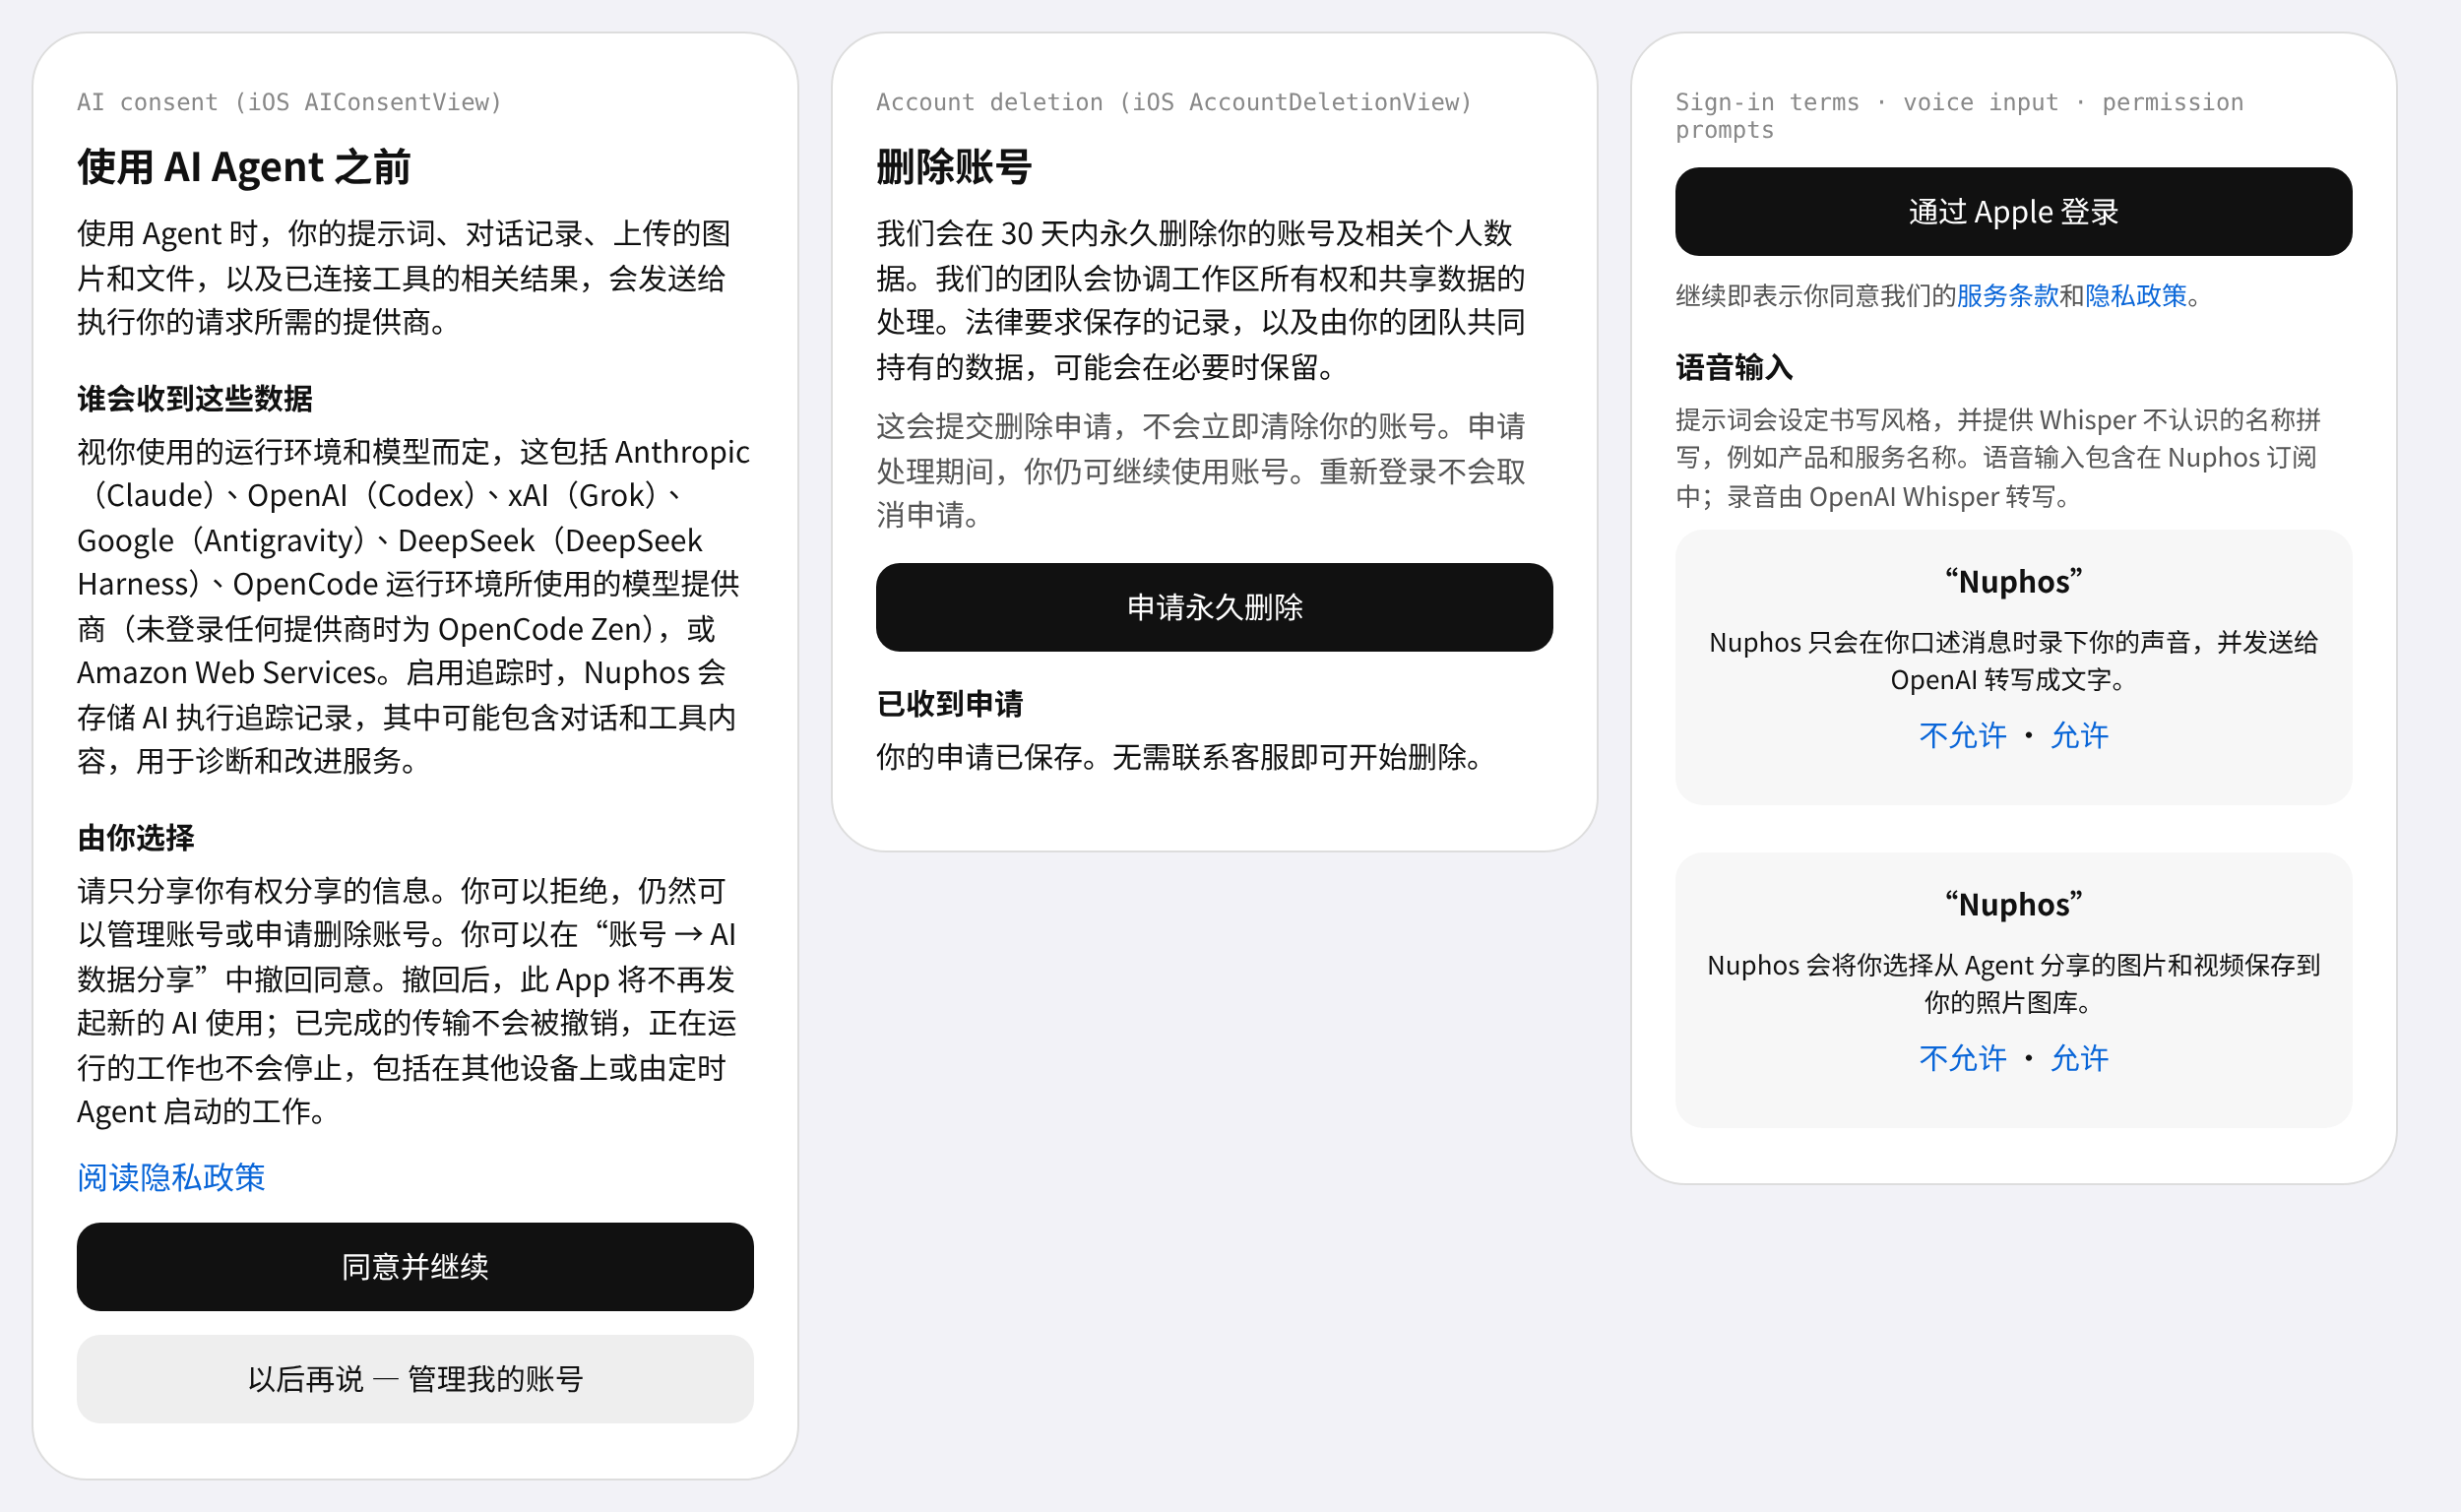 AI consent (iOS AIConsentView)
使用 AI Agent 之前
使用 Agent 时，你的提示词、对话记录、上传的图
片和文件，以及已连接工具的相关结果，会发送给
执行你的请求所需的提供商。
谁会收到这些数据
视你使用的运行环境和模型而定，这包括 Anthropic
（Claude）、OpenAI（Codex）、xAI（Grok）、
Google（Antigravity）、DeepSeek（DeepSeek
Harness）、OpenCode 运行环境所使用的模型提供
商（未登录任何提供商时为 OpenCode Zen），或
Amazon Web Services。启用追踪时，Nuphos 会
存储 AI 执行追踪记录，其中可能包含对话和工具内
容，用于诊断和改进服务。
由你选择
请只分享你有权分享的信息。你可以拒绝，仍然可
以管理账号或申请删除账号。你可以在“账号 → AI
数据分享”中撤回同意。撤回后，此 App 将不再发
起新的 AI 使用；已完成的传输不会被撤销，正在运
行的工作也不会停止，包括在其他设备上或由定时
Agent 启动的工作。
阅读隐私政策
同意并继续
以后再说 — 管理我的账号
Account deletion (iOS AccountDeletionView)
删除账号
我们会在 30 天内永久删除你的账号及相关个人数
据。我们的团队会协调工作区所有权和共享数据的
处理。法律要求保存的记录，以及由你的团队共同
持有的数据，可能会在必要时保留。
这会提交删除申请，不会立即清除你的账号。申请
处理期间，你仍可继续使用账号。重新登录不会取
消申请。
申请永久删除
已收到申请
你的申请已保存。无需联系客服即可开始删除。
Sign-in terms · voice input · permission
prompts
通过 Apple 登录
继续即表示你同意我们的服务条款和隐私政策。
语音输入
提示词会设定书写风格，并提供 Whisper 不认识的名称拼
写，例如产品和服务名称。语音输入包含在 Nuphos 订阅
中；录音由 OpenAI Whisper 转写。
“Nuphos”
Nuphos 只会在你口述消息时录下你的声音，并发送给
OpenAI 转写成文字。
不允许 · 允许
“Nuphos”
Nuphos 会将你选择从 Agent 分享的图片和视频保存到
你的照片图库。
不允许 · 允许